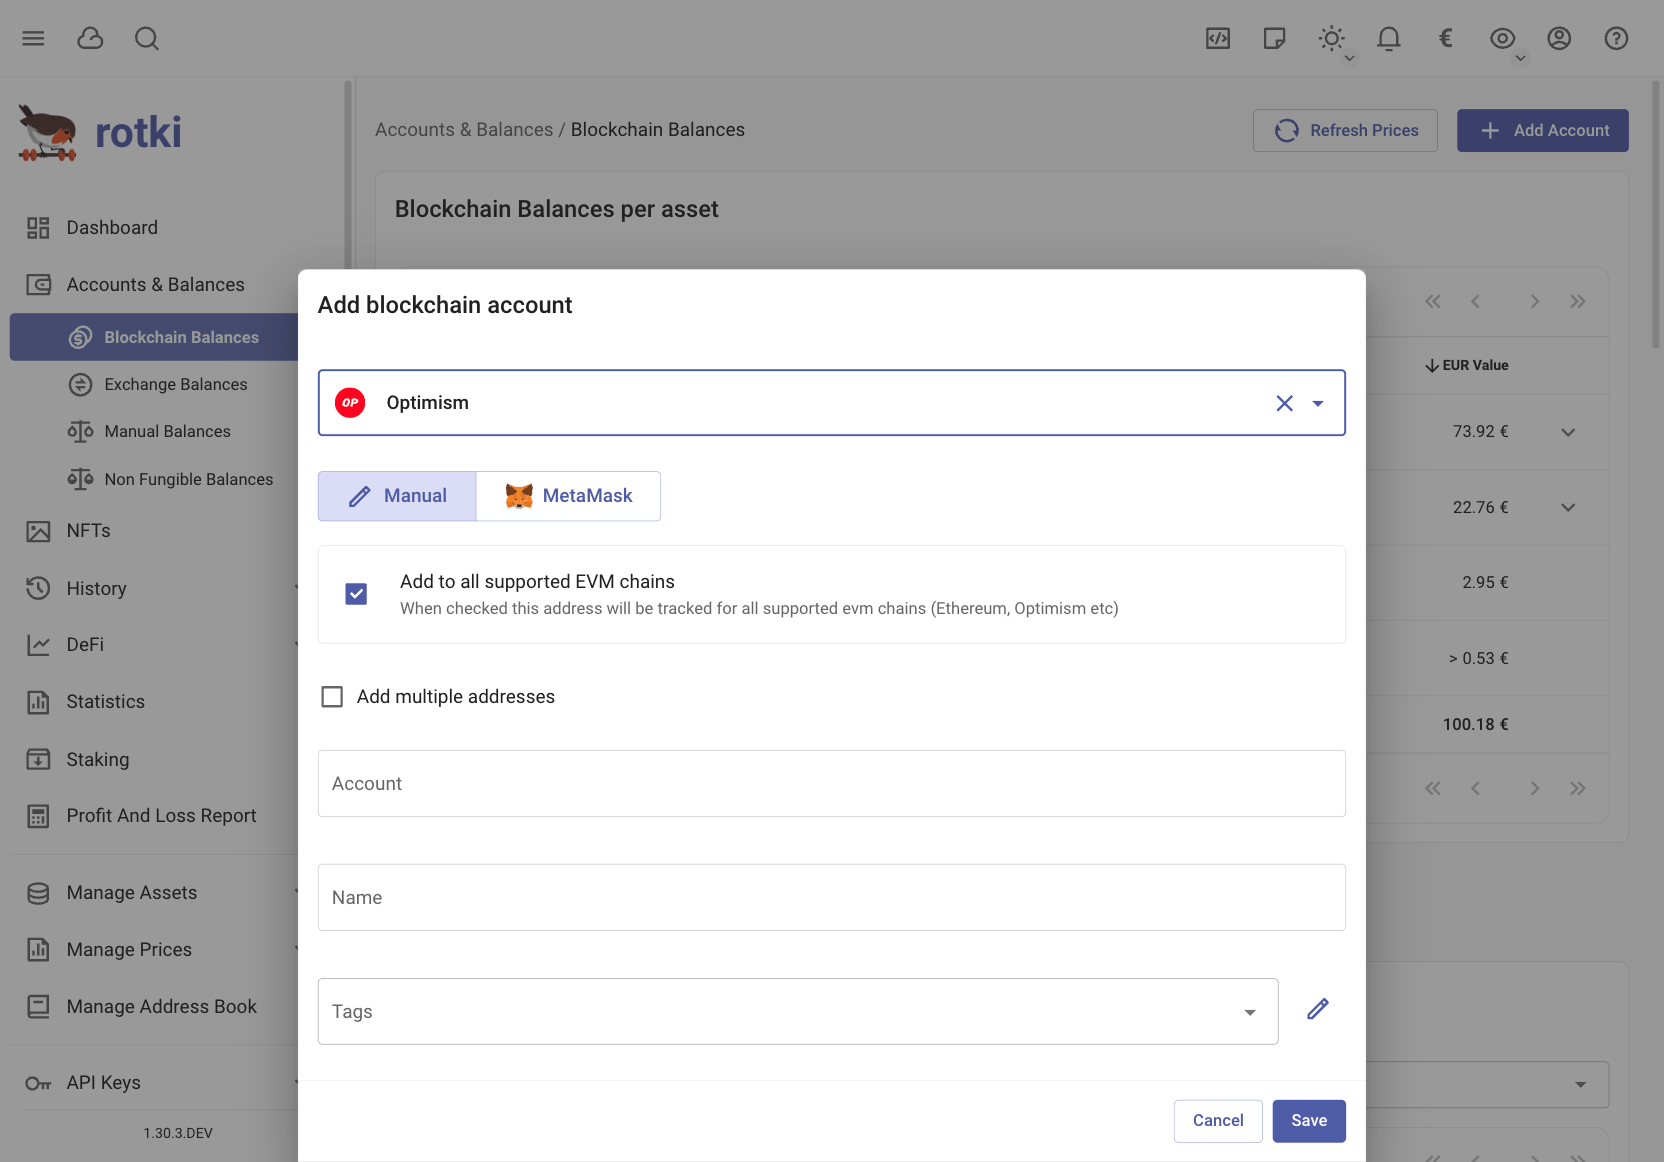 rotki
Accounts & Balances / Blockchain Balances
Refresh Prices
Add Account
Blockchain Balances per asset
Dashboard
Accounts & Balances
Blockchain Balances
Exchange Balances
Manual Balances
Non Fungible Balances
NFTs
History
DeFi
Statistics
Staking
Profit And Loss Report
Manage Assets
Manage Prices
Manage Address Book
API Keys
1.30.3.DEV
Add blockchain account
OP Optimism
Manual
MetaMask
Add to all supported EVM chains
When checked this address will be tracked for all supported evm chains (Ethereum, Optimism etc)
Add multiple addresses
Account
Name
Tags
Cancel
Save
EUR Value
73.92 €
22.76 €
2.95 €
> 0.53 €
100.18 €